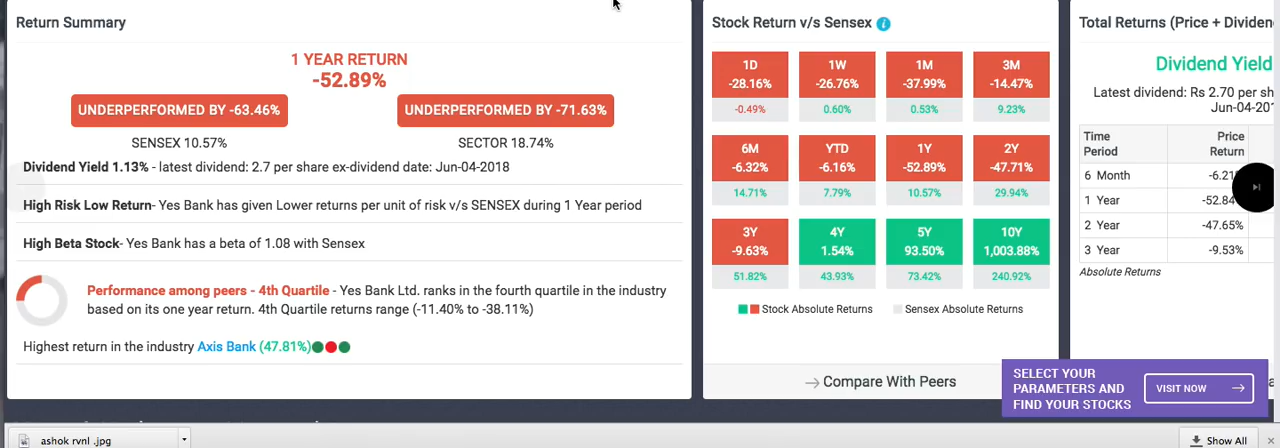 Return Summary
1 YEAR RETURN
-52.89%
UNDERPERFORMED BY -63.46%
UNDERPERFORMED BY -71.63%
SENSEX 10.57%
SECTOR 18.74%
Dividend Yield 1.13% - latest dividend: 2.7 per share ex-dividend date: Jun-04-2018
High Risk Low Return- Yes Bank has given Lower returns per unit of risk v/s SENSEX during 1 Year period
High Beta Stock- Yes Bank has a beta of 1.08 with Sensex
Performance among peers - 4th Quartile - Yes Bank Ltd. ranks in the fourth quartile in the industry
based on its one year return. 4th Quartile returns range (-11.40% to -38.11%)
Highest return in the industry Axis Bank (47.81%)
Stock Return v/s Sensex
1D 1W 1M 3M
-28.16% -26.76% -37.99% -14.47%
-0.49% 0.60% 0.53% 9.23%
6M YTD 1Y 2Y
-6.32% -6.16% -52.89% -47.71%
14.71% 7.79% 10.57% 29.94%
3Y 4Y 5Y 10Y
-9.63% 1.54% 93.50% 1,003.88%
51.82% 43.93% 73.42% 240.92%
Stock Absolute Returns Sensex Absolute Returns
→ Compare With Peers
Total Returns (Price + Dividen
Dividend Yield
Latest dividend: Rs 2.70 per sh
Jun-04-201
Time Price
Period Return
6 Month -6.21
1 Year -52.84
2 Year -47.65%
3 Year -9.53%
Absolute Returns
SELECT YOUR
PARAMETERS AND
FIND YOUR STOCKS
VISIT NOW →
ashok rvnl .jpg
Show All